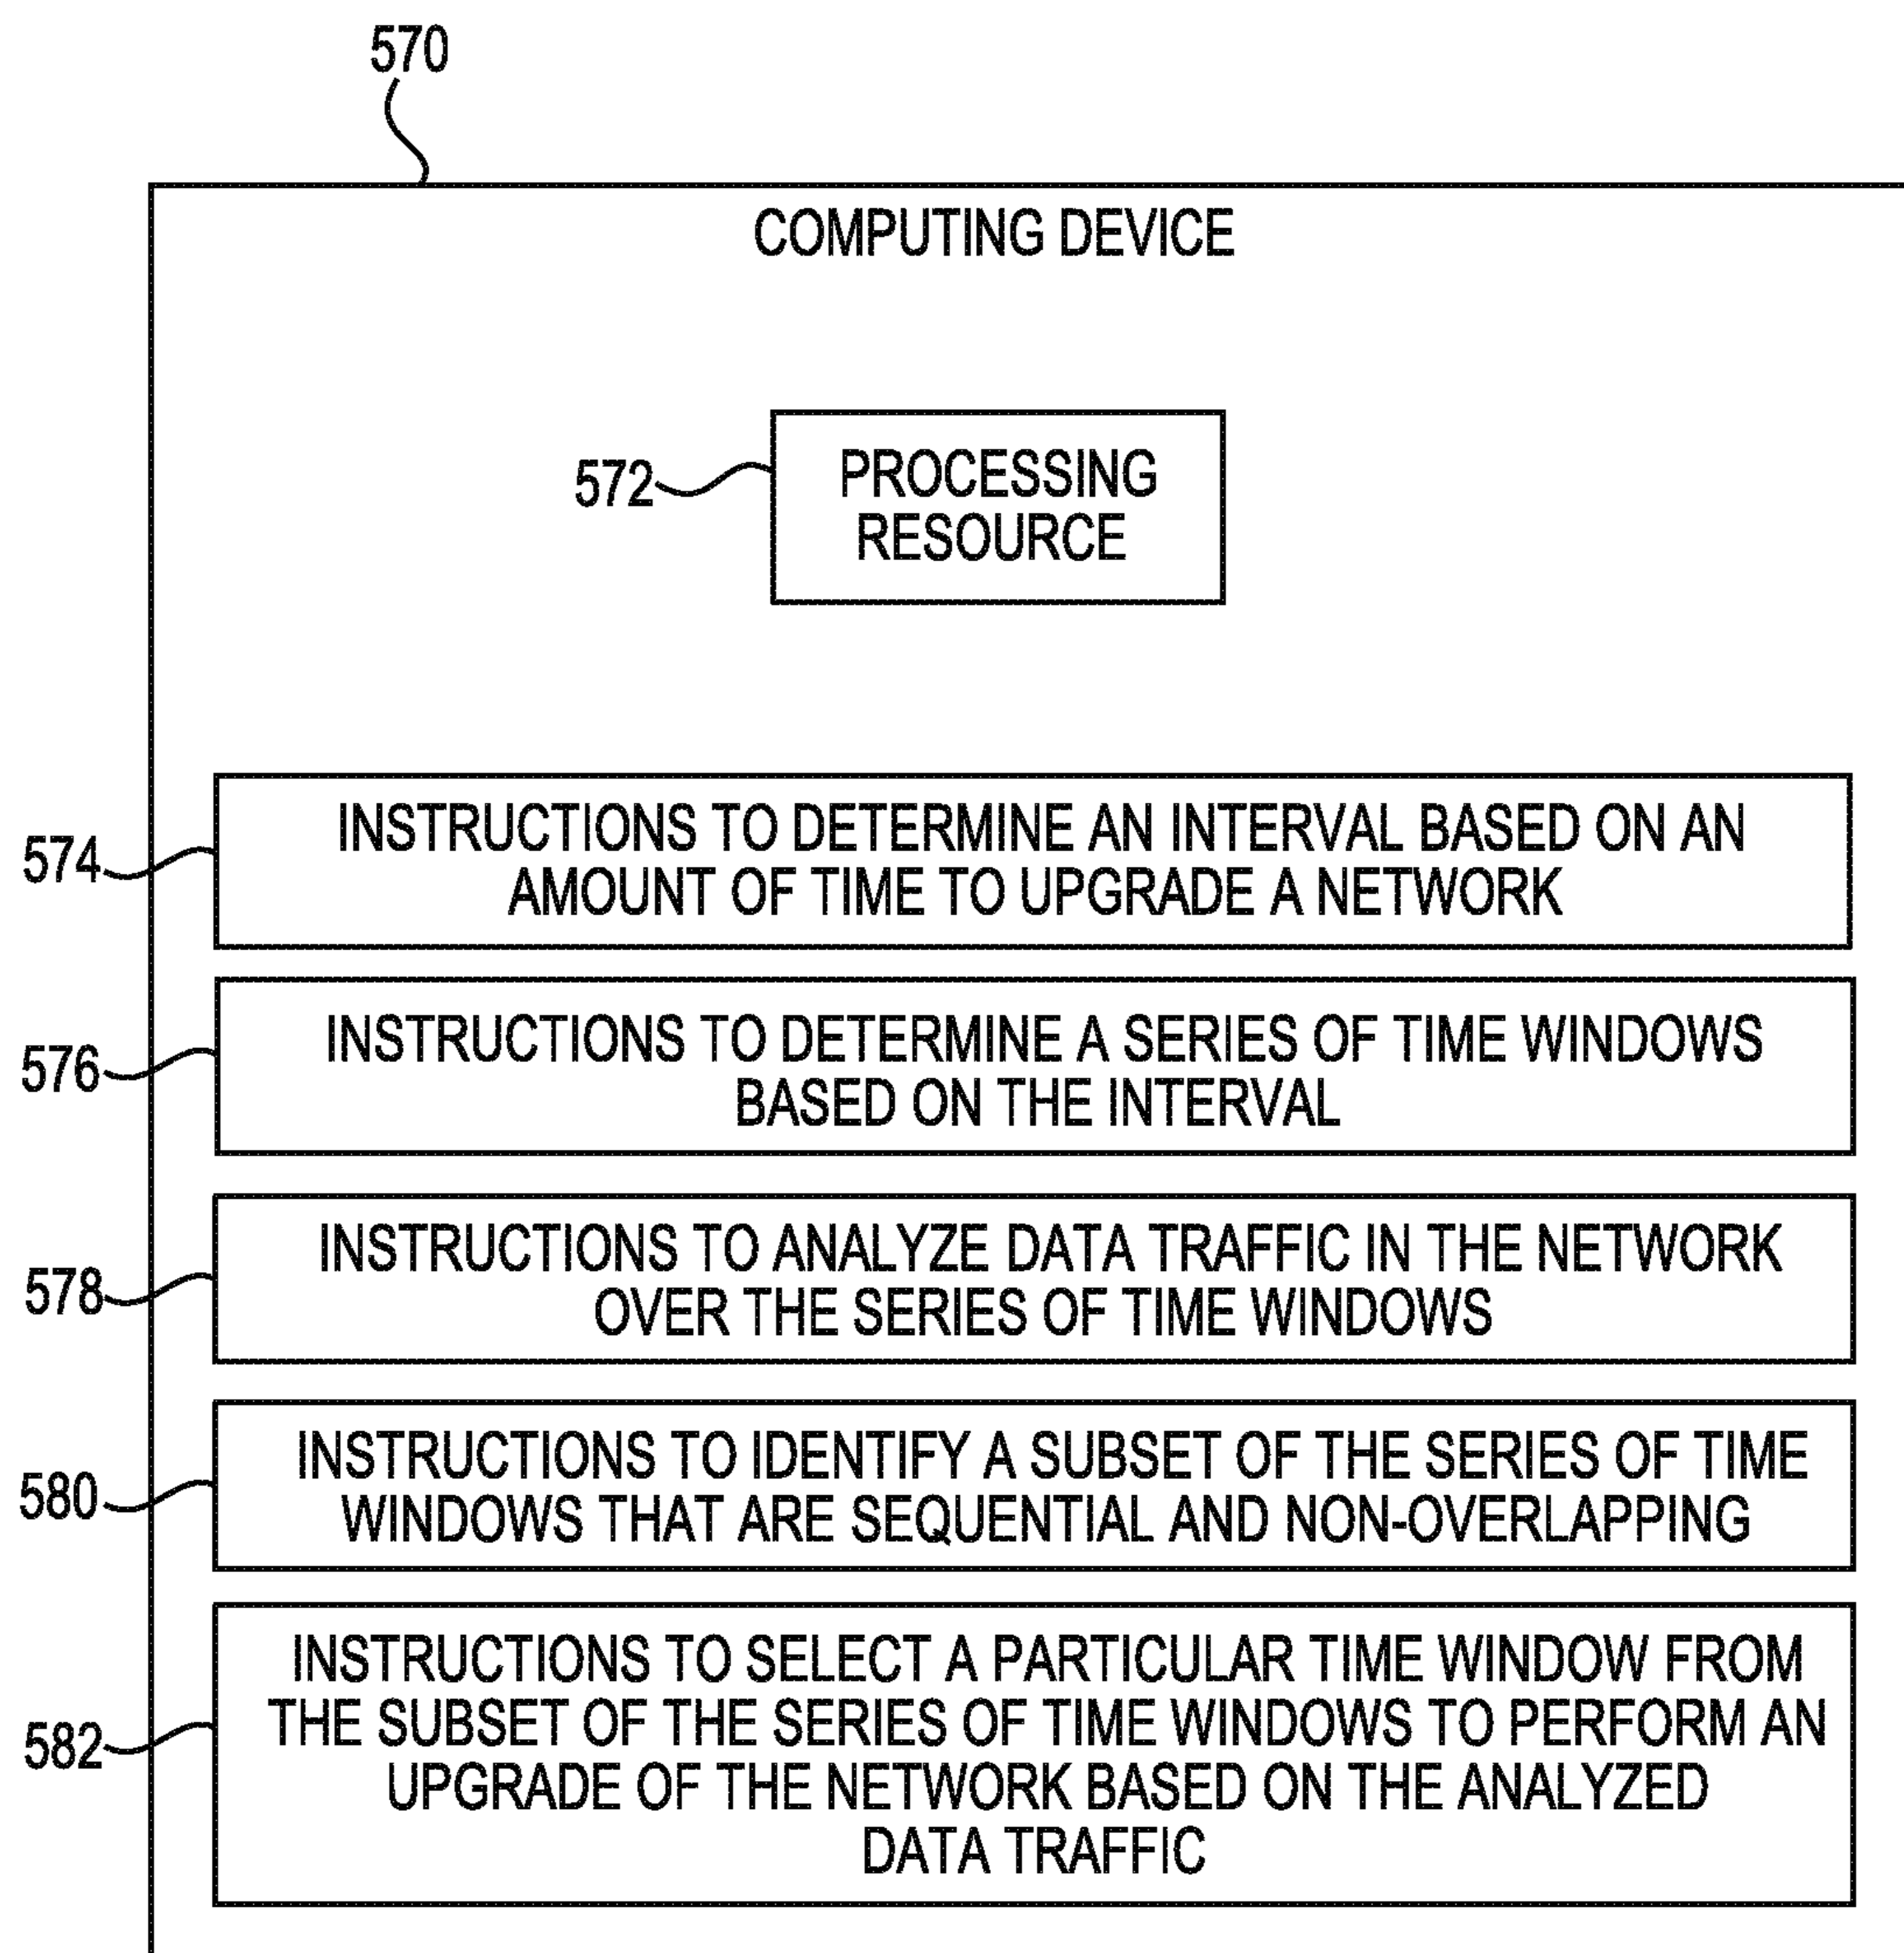 570
COMPUTING DEVICE
572
PROCESSING
RESOURCE
574
INSTRUCTIONS TO DETERMINE AN INTERVAL BASED ON AN
AMOUNT OF TIME TO UPGRADE A NETWORK
576
INSTRUCTIONS TO DETERMINE A SERIES OF TIME WINDOWS
BASED ON THE INTERVAL
578
INSTRUCTIONS TO ANALYZE DATA TRAFFIC IN THE NETWORK
OVER THE SERIES OF TIME WINDOWS
580
INSTRUCTIONS TO IDENTIFY A SUBSET OF THE SERIES OF TIME
WINDOWS THAT ARE SEQUENTIAL AND NON-OVERLAPPING
582
INSTRUCTIONS TO SELECT A PARTICULAR TIME WINDOW FROM
THE SUBSET OF THE SERIES OF TIME WINDOWS TO PERFORM AN
UPGRADE OF THE NETWORK BASED ON THE ANALYZED
DATA TRAFFIC